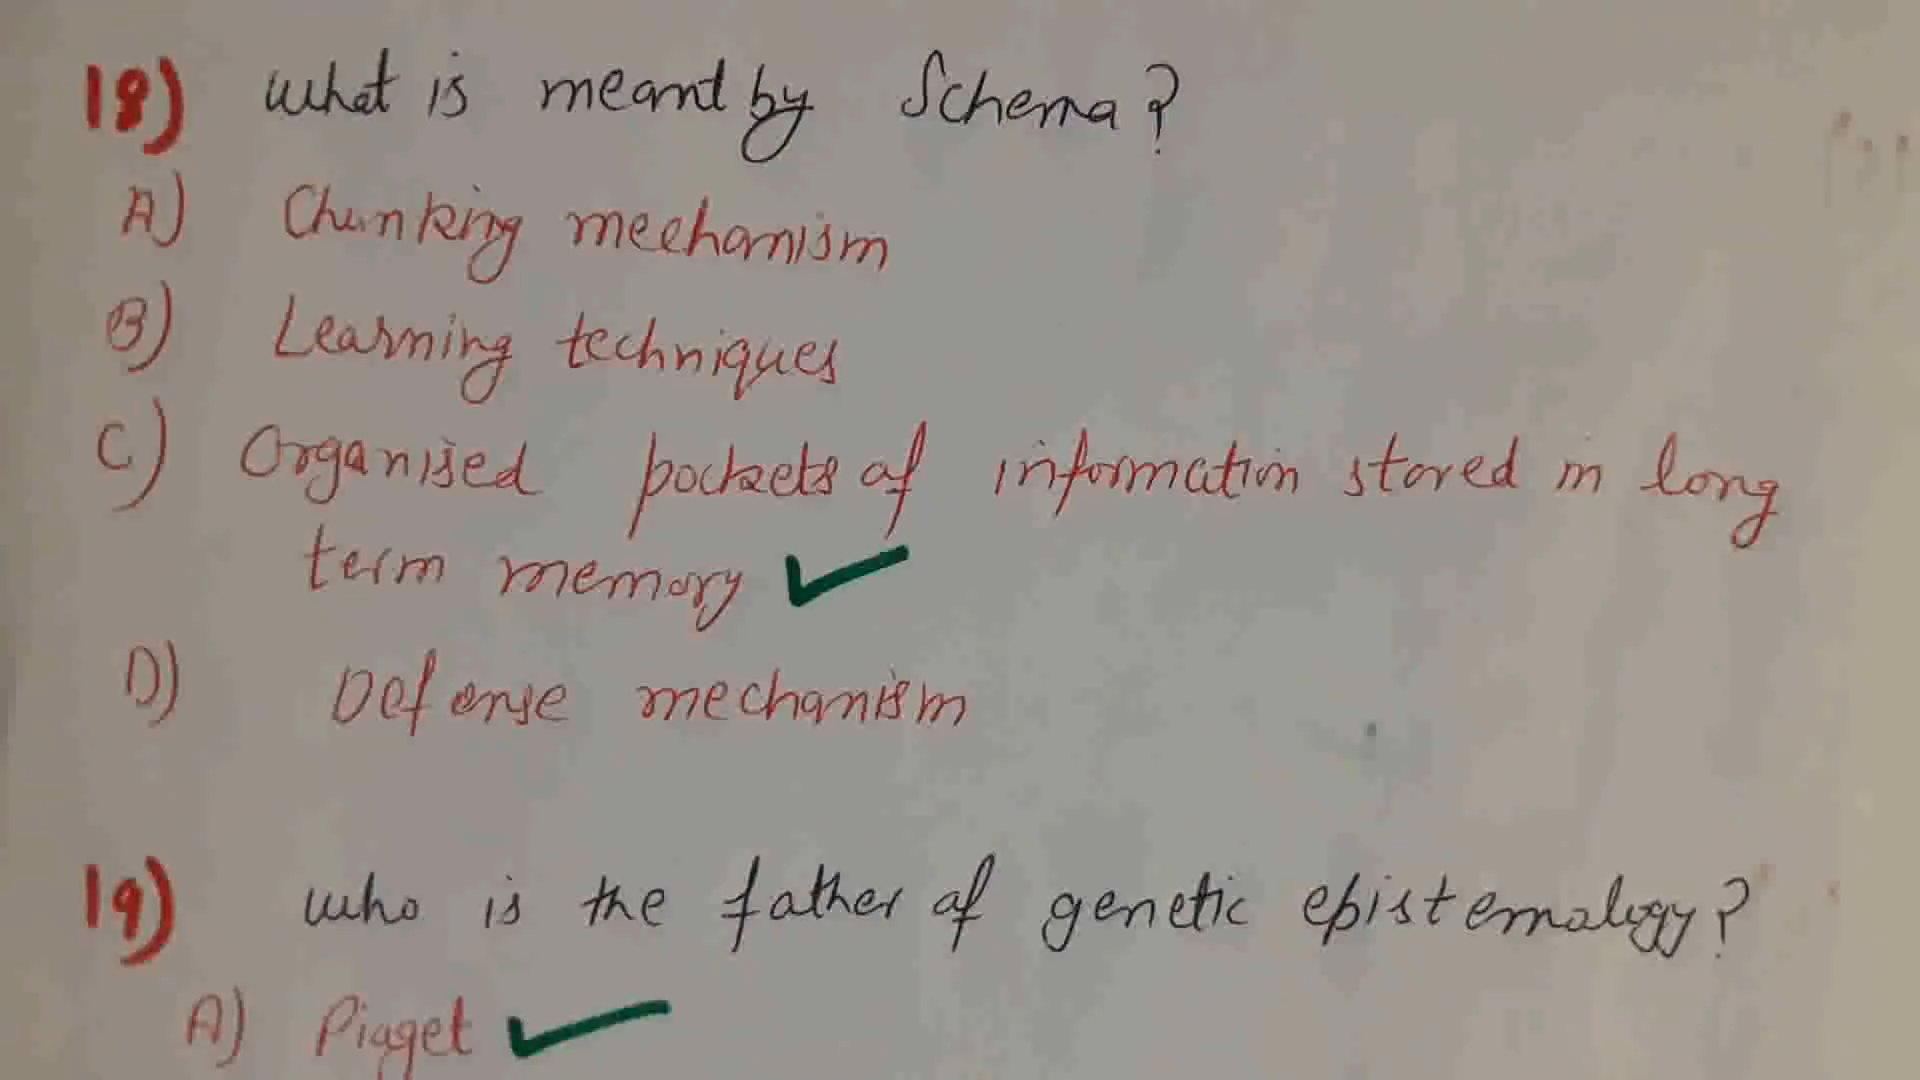 18) What is meant by Schema?
A) Chunking mechanism
B) Learning techniques
C) Organised pockets of information stored in long
term memory
D) Defense mechanism
19) who is the father of genetic epistemology?
A) Piaget